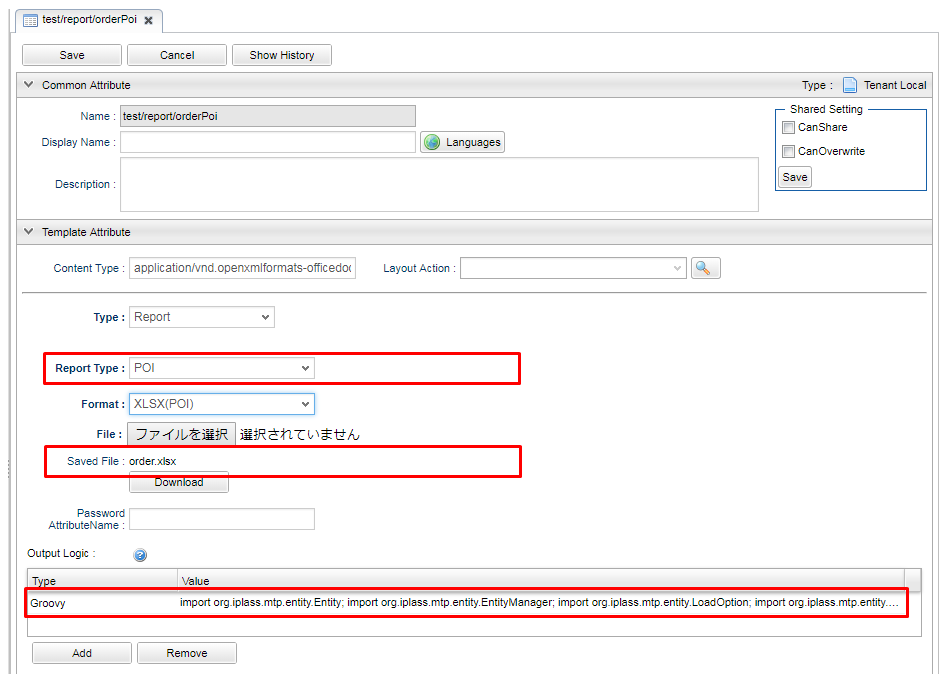 test/report/orderPoi
Save Cancel Show History
Common Attribute Type : Tenant Local
Name : test/report/orderPoi
Shared Setting
CanShare
Display Name : Languages
CanOverwrite
Description :
Save
Template Attribute
Content Type : application/vnd.openxmlformats-officedoc Layout Action :
Type : Report
Report Type : POI
Format : XLSX(POI)
File : ファイルを選択 選択されていません
Saved File : order.xlsx
Download
Password
AttributeName :
Output Logic :
Type Value
Groovy import org.iplass.mtp.entity.Entity; import org.iplass.mtp.entity.EntityManager; import org.iplass.mtp.entity.LoadOption; import org.iplass.mtp.entity....
Add Remove